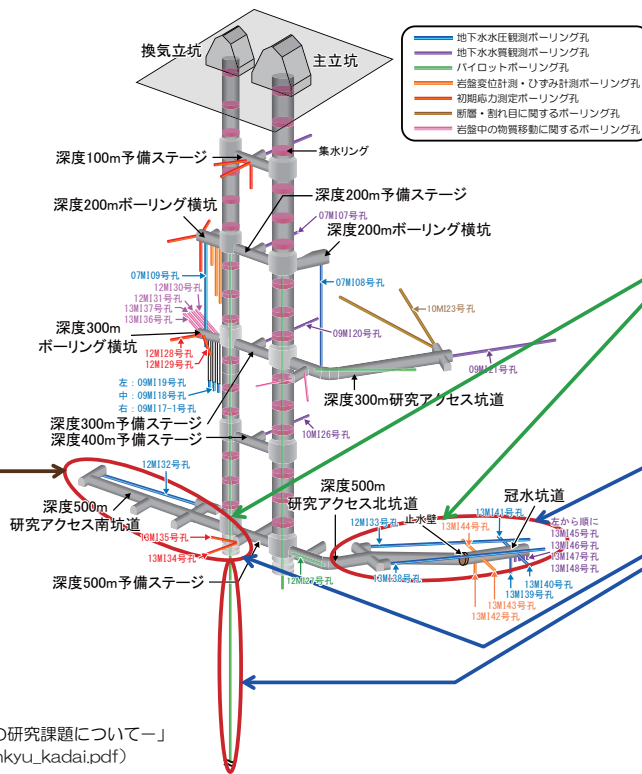 換気立坑
主立坑
地下水水圧観測ボーリング孔
地下水水質観測ボーリング孔
パイロットボーリング孔
岩盤変位計測・ひずみ計測ボーリング孔
初期応力測定ボーリング孔
断層・割れ目に関するボーリング孔
岩盤中の物質移動に関するボーリング孔
深度100m予備ステージ
集水リング
深度200m予備ステージ
深度200mボーリング横坑
07MI07号孔
深度200mボーリング横坑
07MI09号孔
07MI08号孔
12MI30号孔
12MI31号孔
13MI37号孔
13MI36号孔
10MI23号孔
深度300m
ボーリング横坑
09MI20号孔
12MI28号孔
12MI29号孔
09MI21号孔
左：09MI19号孔
中：09MI18号孔
右：09MI17-1号孔
深度300m研究アクセス坑道
深度300m予備ステージ
深度400m予備ステージ
10MI26号孔
12MI32号孔
深度500m
研究アクセス南坑道
深度500m
研究アクセス北坑道
冠水坑道
止水壁
13MI41号孔
12MI33号孔
13MI44号孔
左から順に
13MI45号孔
13MI46号孔
13MI47号孔
13MI48号孔
13MI35号孔
13MI34号孔
深度500m予備ステージ
12MI27号孔
13MI38号孔
13MI40号孔
13MI39号孔
13MI43号孔
13MI42号孔
の研究課題について－」
nkyu_kadai.pdf）